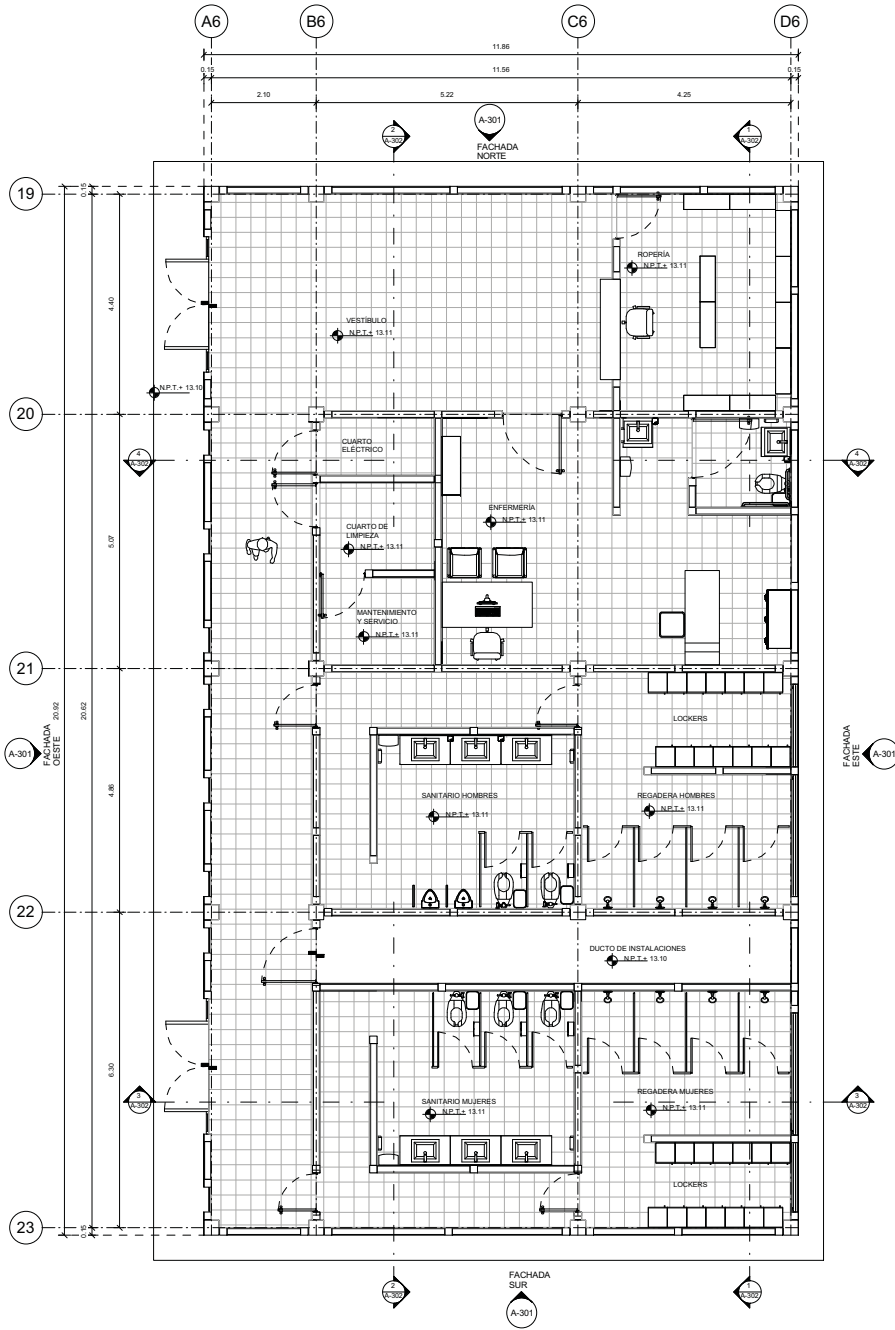 A6 B6 C6 D6
11.86
0.15 11.56 0.15
2.10 5.22 4.25
2
A-302
A-301
FACHADA
NORTE
1
A-302
19
0.15
ROPERÍA
N.P.T.+ 13.11
4.40
VESTÍBULO
N.P.T.+ 13.11
N.P.T.+ 13.10
20
CUARTO
ELÉCTRICO
4
A-302
4
A-302
ENFERMERÍA
N.P.T.+ 13.11
5.07
CUARTO DE
LIMPIEZA
N.P.T.+ 13.11
MANTENIMIENTO
Y SERVICIO
N.P.T.+ 13.11
21
20.92
20.62
LOCKERS
A-301
FACHADA
OESTE
FACHADA
ESTE
A-301
4.86
SANITARIO HOMBRES
N.P.T.+ 13.11
REGADERA HOMBRES
N.P.T.+ 13.11
22
DUCTO DE INSTALACIONES
N.P.T.+ 13.10
6.30
3
A-302
SANITARIO MUJERES
N.P.T.+ 13.11
REGADERA MUJERES
N.P.T.+ 13.11
3
A-302
LOCKERS
23
0.15
2
A-302
FACHADA
SUR
A-301
1
A-302